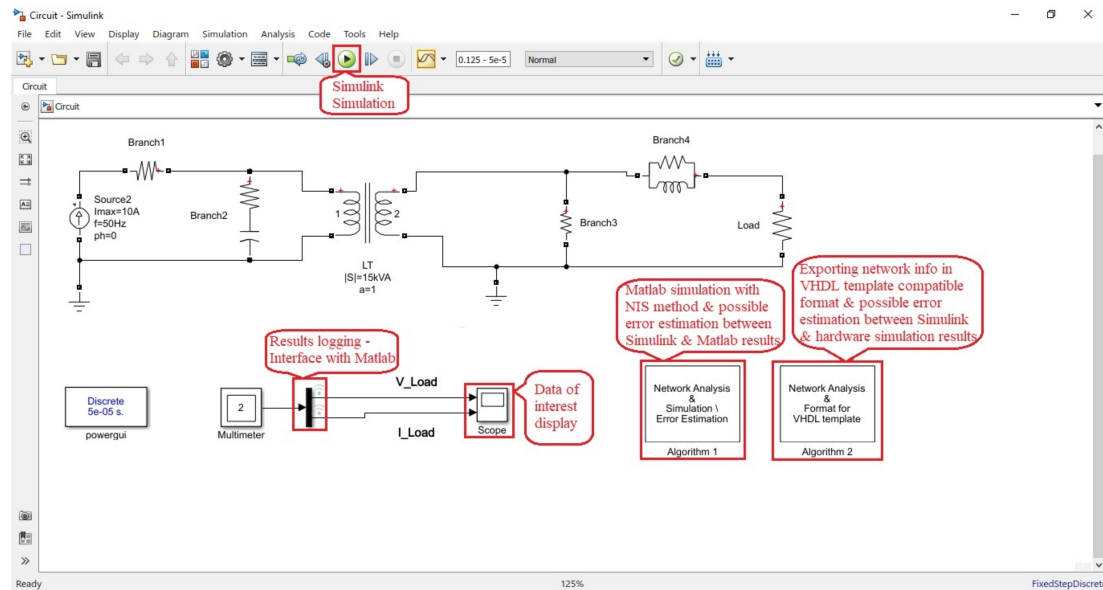 Circuit - Simulink
File Edit View Display Diagram Simulation Analysis Code Tools Help
0.125 - 5e-5 Normal
Circuit
Simulink
Simulation
Circuit
Branch1
Branch4
Source2
Imax=10A
f=50Hz
ph=0
Branch2
1
2
Branch3
Load
LT
|S|=15kVA
a=1
Matlab simulation with
NIS method & possible
error estimation between
Simulink & Matlab results
Exporting network info in
VHDL template compatible
format & possible error
estimation between Simulink
& hardware simulation results
Results logging -
Interface with Matlab
Discrete
5e-05 s.
powergui
2
Multimeter
V_Load
I_Load
Scope
Data of
interest
display
Network Analysis
&
Simulation \
Error Estimation
Algorithm 1
Network Analysis
&
Format for
VHDL template
Algorithm 2
Ready 125% FixedStepDiscret